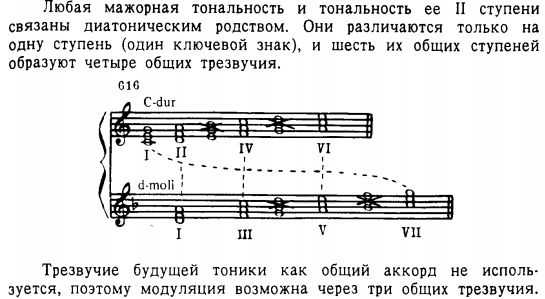 Любая мажорная тональность и тональность ее II ступени
связаны диатоническим родством. Они различаются только на
одну ступень (один ключевой знак), и шесть их общих ступеней
образуют четыре общих трезвучия.
616
C-dur
I II IV VI
d-moll
I III V VII
Трезвучие будущей тоники как общий аккорд не исполь-
зуется, поэтому модуляция возможна через три общих трезвучия.